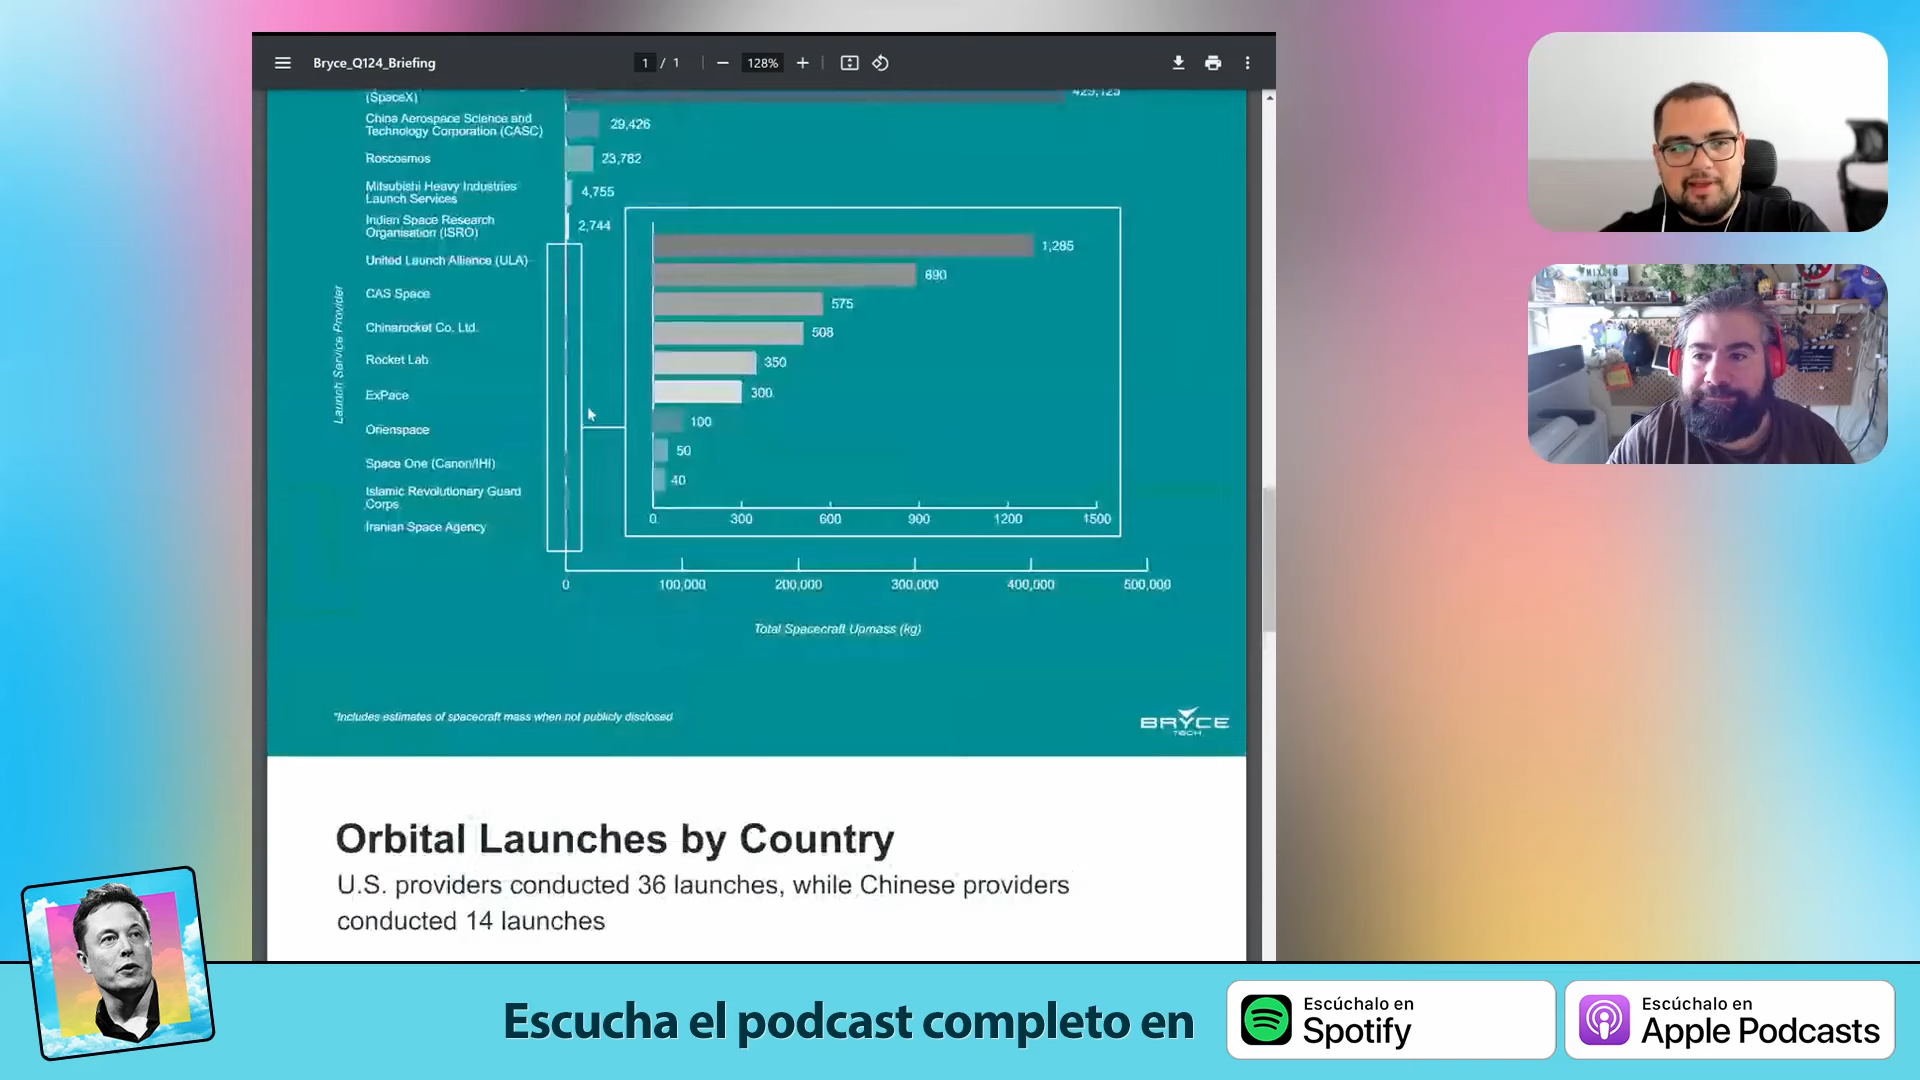 Bryce_Q124_Briefing
1 / 1
128%
(SpaceX)
429,125
China Aerospace Science and
Technology Corporation (CASC)
29,426
Roscosmos
23,782
Mitsubishi Heavy Industries
Launch Services
4,755
Indian Space Research
Organisation (ISRO)
2,744
United Launch Alliance (ULA)
1,285
CAS Space
890
Chinarocket Co. Ltd.
575
Rocket Lab
508
ExPace
350
Orienspace
300
Space One (Canon/IHI)
100
Islamic Revolutionary Guard
Corps
50
Iranian Space Agency
40
Launch Service Provider
0 300 600 900 1200 1500
0 100,000 200,000 300,000 400,000 500,000
Total Spacecraft Upmass (kg)
*Includes estimates of spacecraft mass when not publicly disclosed
BRYCE
TECH
Orbital Launches by Country
U.S. providers conducted 36 launches, while Chinese providers
conducted 14 launches
Escucha el podcast completo en
Escúchalo en
Spotify
Escúchalo en
Apple Podcasts